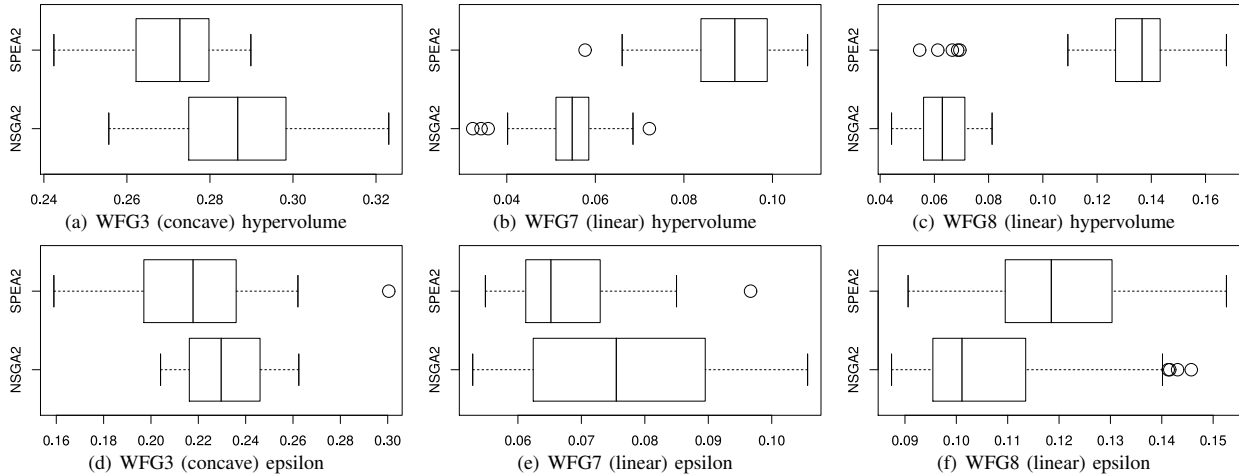 SPEA2
NSGA2
0.24 0.26 0.28 0.30 0.32
(a) WFG3 (concave) hypervolume
SPEA2
NSGA2
0.04 0.06 0.08 0.10
(b) WFG7 (linear) hypervolume
SPEA2
NSGA2
0.04 0.06 0.08 0.10 0.12 0.14 0.16
(c) WFG8 (linear) hypervolume
SPEA2
NSGA2
0.16 0.20 0.22 0.24 0.26 0.28 0.30
(d) WFG3 (concave) epsilon
SPEA2
NSGA2
0.06 0.07 0.08 0.09 0.10
(e) WFG7 (linear) epsilon
SPEA2
NSGA2
0.09 0.10 0.11 0.12 0.13 0.14 0.15
(f) WFG8 (linear) epsilon